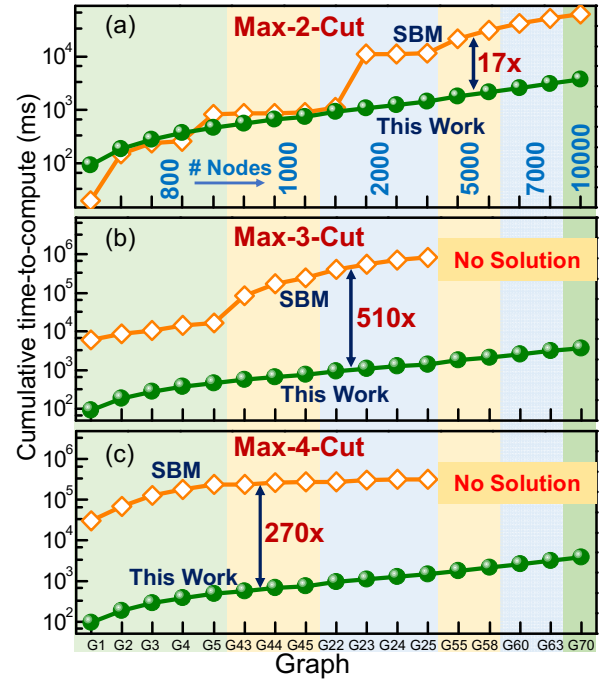 Cumulative time-to-compute (ms)
(a) Max-2-Cut
SBM
17x
This Work
# Nodes
800 1000 2000 5000 7000 10000
10^4
10^3
10^2
(b) Max-3-Cut
No Solution
SBM
510x
This Work
10^6
10^5
10^4
10^3
10^2
(c) Max-4-Cut
SBM
No Solution
270x
This Work
10^6
10^5
10^4
10^3
10^2
G1 G2 G3 G4 G5 G43 G44 G45 G22 G23 G24 G25 G55 G58 G60 G63 G70
Graph